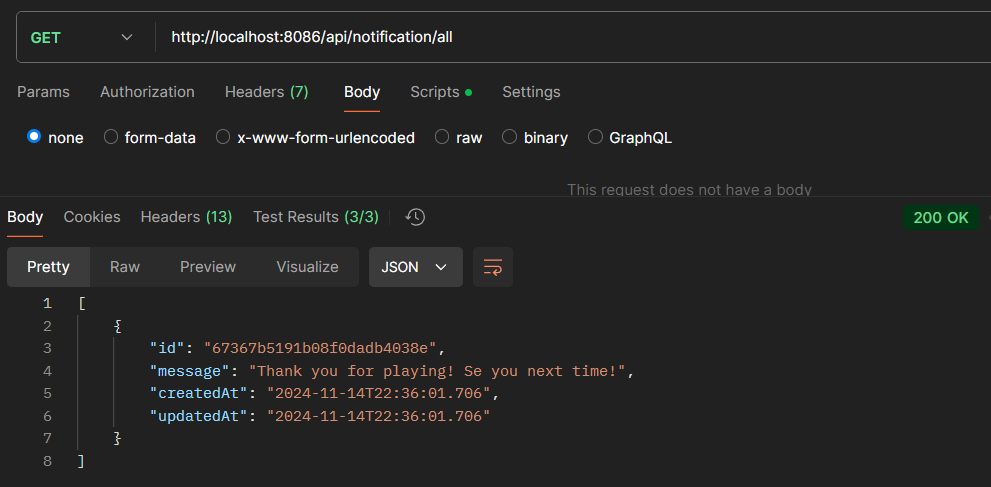 GET http://localhost:8086/api/notification/all
Params Authorization Headers (7) Body Scripts Settings
none form-data x-www-form-urlencoded raw binary GraphQL
This request does not have a body
Body Cookies Headers (13) Test Results (3/3) 200 OK
Pretty Raw Preview Visualize JSON
1 [
2 {
3 "id": "67367b5191b08f0dadb4038e",
4 "message": "Thank you for playing! Se you next time!",
5 "createdAt": "2024-11-14T22:36:01.706",
6 "updatedAt": "2024-11-14T22:36:01.706"
7 }
8 ]